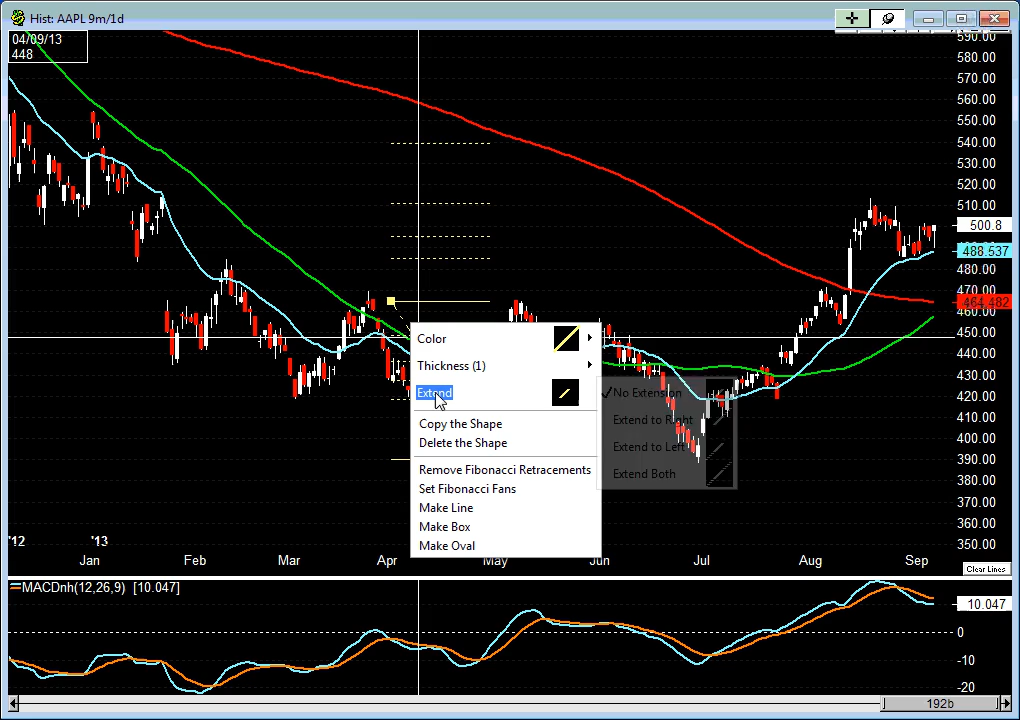 Hist: AAPL 9m/1d
04/09/13
448
590.00
580.00
570.00
560.00
550.00
540.00
530.00
520.00
510.00
500.8
488.537
480.00
470.00
464.482
460.00
450.00
440.00
430.00
420.00
410.00
400.00
390.00
380.00
370.00
360.00
350.00
Color
Thickness (1)
Extend
Copy the Shape
Delete the Shape
Remove Fibonacci Retracements
Set Fibonacci Fans
Make Line
Make Box
Make Oval
No Extension
Extend to Right
Extend to Left
Extend Both
'12 '13
Jan Feb Mar Apr May Jun Jul Aug Sep
Clear Lines
MACDnh(12,26,9) [10.047]
10.047
0
-10
-20
192b